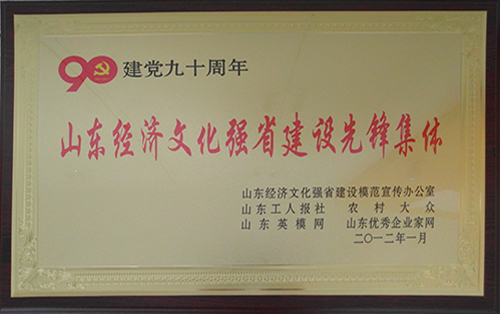 90 建党九十周年
山东经济文化强省建设先锋集体
山东经济文化强省建设模范宣传办公室
山东工人报社 农村大众
山东英模网 山东优秀企业家网
二〇一二年一月